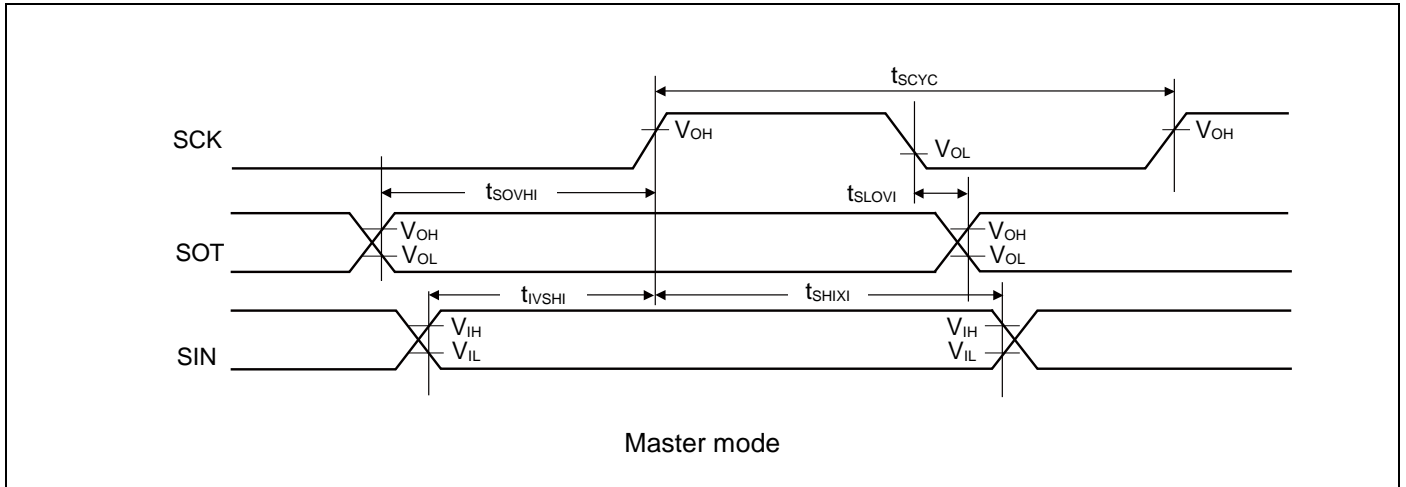 tSCYC
SCK
VOH
VOL
VOH
tSOVHI
tSLOVI
SOT
VOH
VOL
VOH
VOL
tIVSHI
tSHIXI
SIN
VIH
VIL
VIH
VIL
Master mode